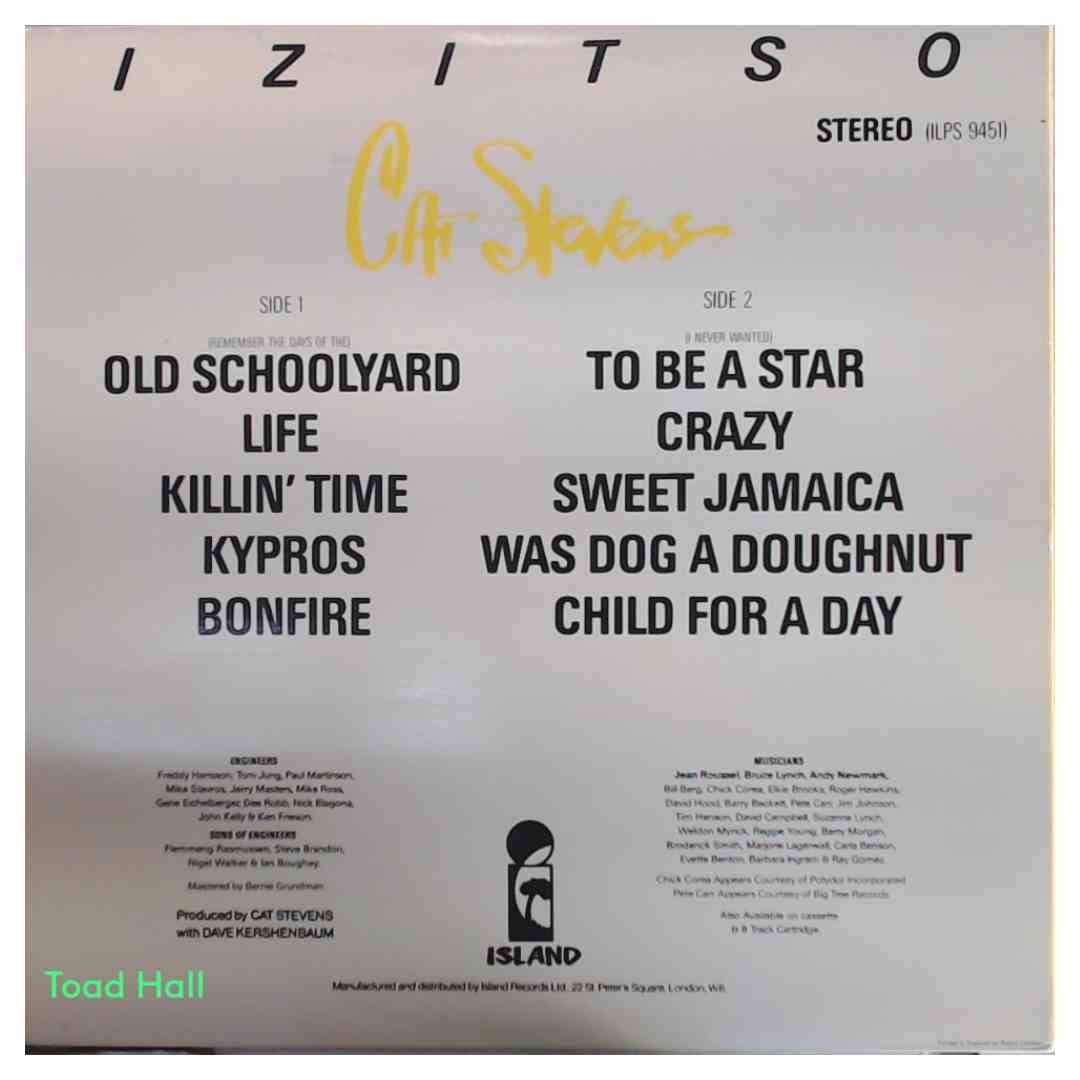 I Z I T S O
STEREO (ILPS 9451)
Cat Stevens
SIDE 1
(REMEMBER THE DAYS OF THE)
OLD SCHOOLYARD
LIFE
KILLIN' TIME
KYPROS
BONFIRE
SIDE 2
(I NEVER WANTED)
TO BE A STAR
CRAZY
SWEET JAMAICA
WAS DOG A DOUGHNUT
CHILD FOR A DAY
ENGINEERS
Freddy Hansson, Tom Jung, Paul Martinson,
Mike Stavrou, Jerry Masters, Mike Ross,
Gene Eichelberger, Dee Robb, Nick Blagona,
John Kelly & Ken Freson.
SONS OF ENGINEERS
Flemming Rasmussen, Steve Brandon,
Nigel Walker & Ian Boughey.
Mastered by Bernie Grundman
Produced by CAT STEVENS
with DAVE KERSHENBAUM
MUSICIANS
Jean Roussel, Bruce Lynch, Andy Newmark,
Bill Berg, Chick Corea, Elkie Brooks, Roger Hawkins,
David Hood, Barry Beckett, Pete Carr, Jim Johnson,
Tim Henson, David Campbell, Suzanne Lynch,
Weldon Myrick, Reggie Young, Barry Morgan,
Broderick Smith, Marjorie Lagerwall, Carla Benson,
Evette Benton, Barbara Ingram & Ray Gomez.
Chick Corea Appears Courtesy of Polydor Incorporated
Pete Carr Appears Courtesy of Big Tree Records
Also Available on cassette
& 8 Track Cartridge.
ISLAND
Manufactured and distributed by Island Records Ltd., 22 St. Peter's Square, London, W6.
Toad Hall